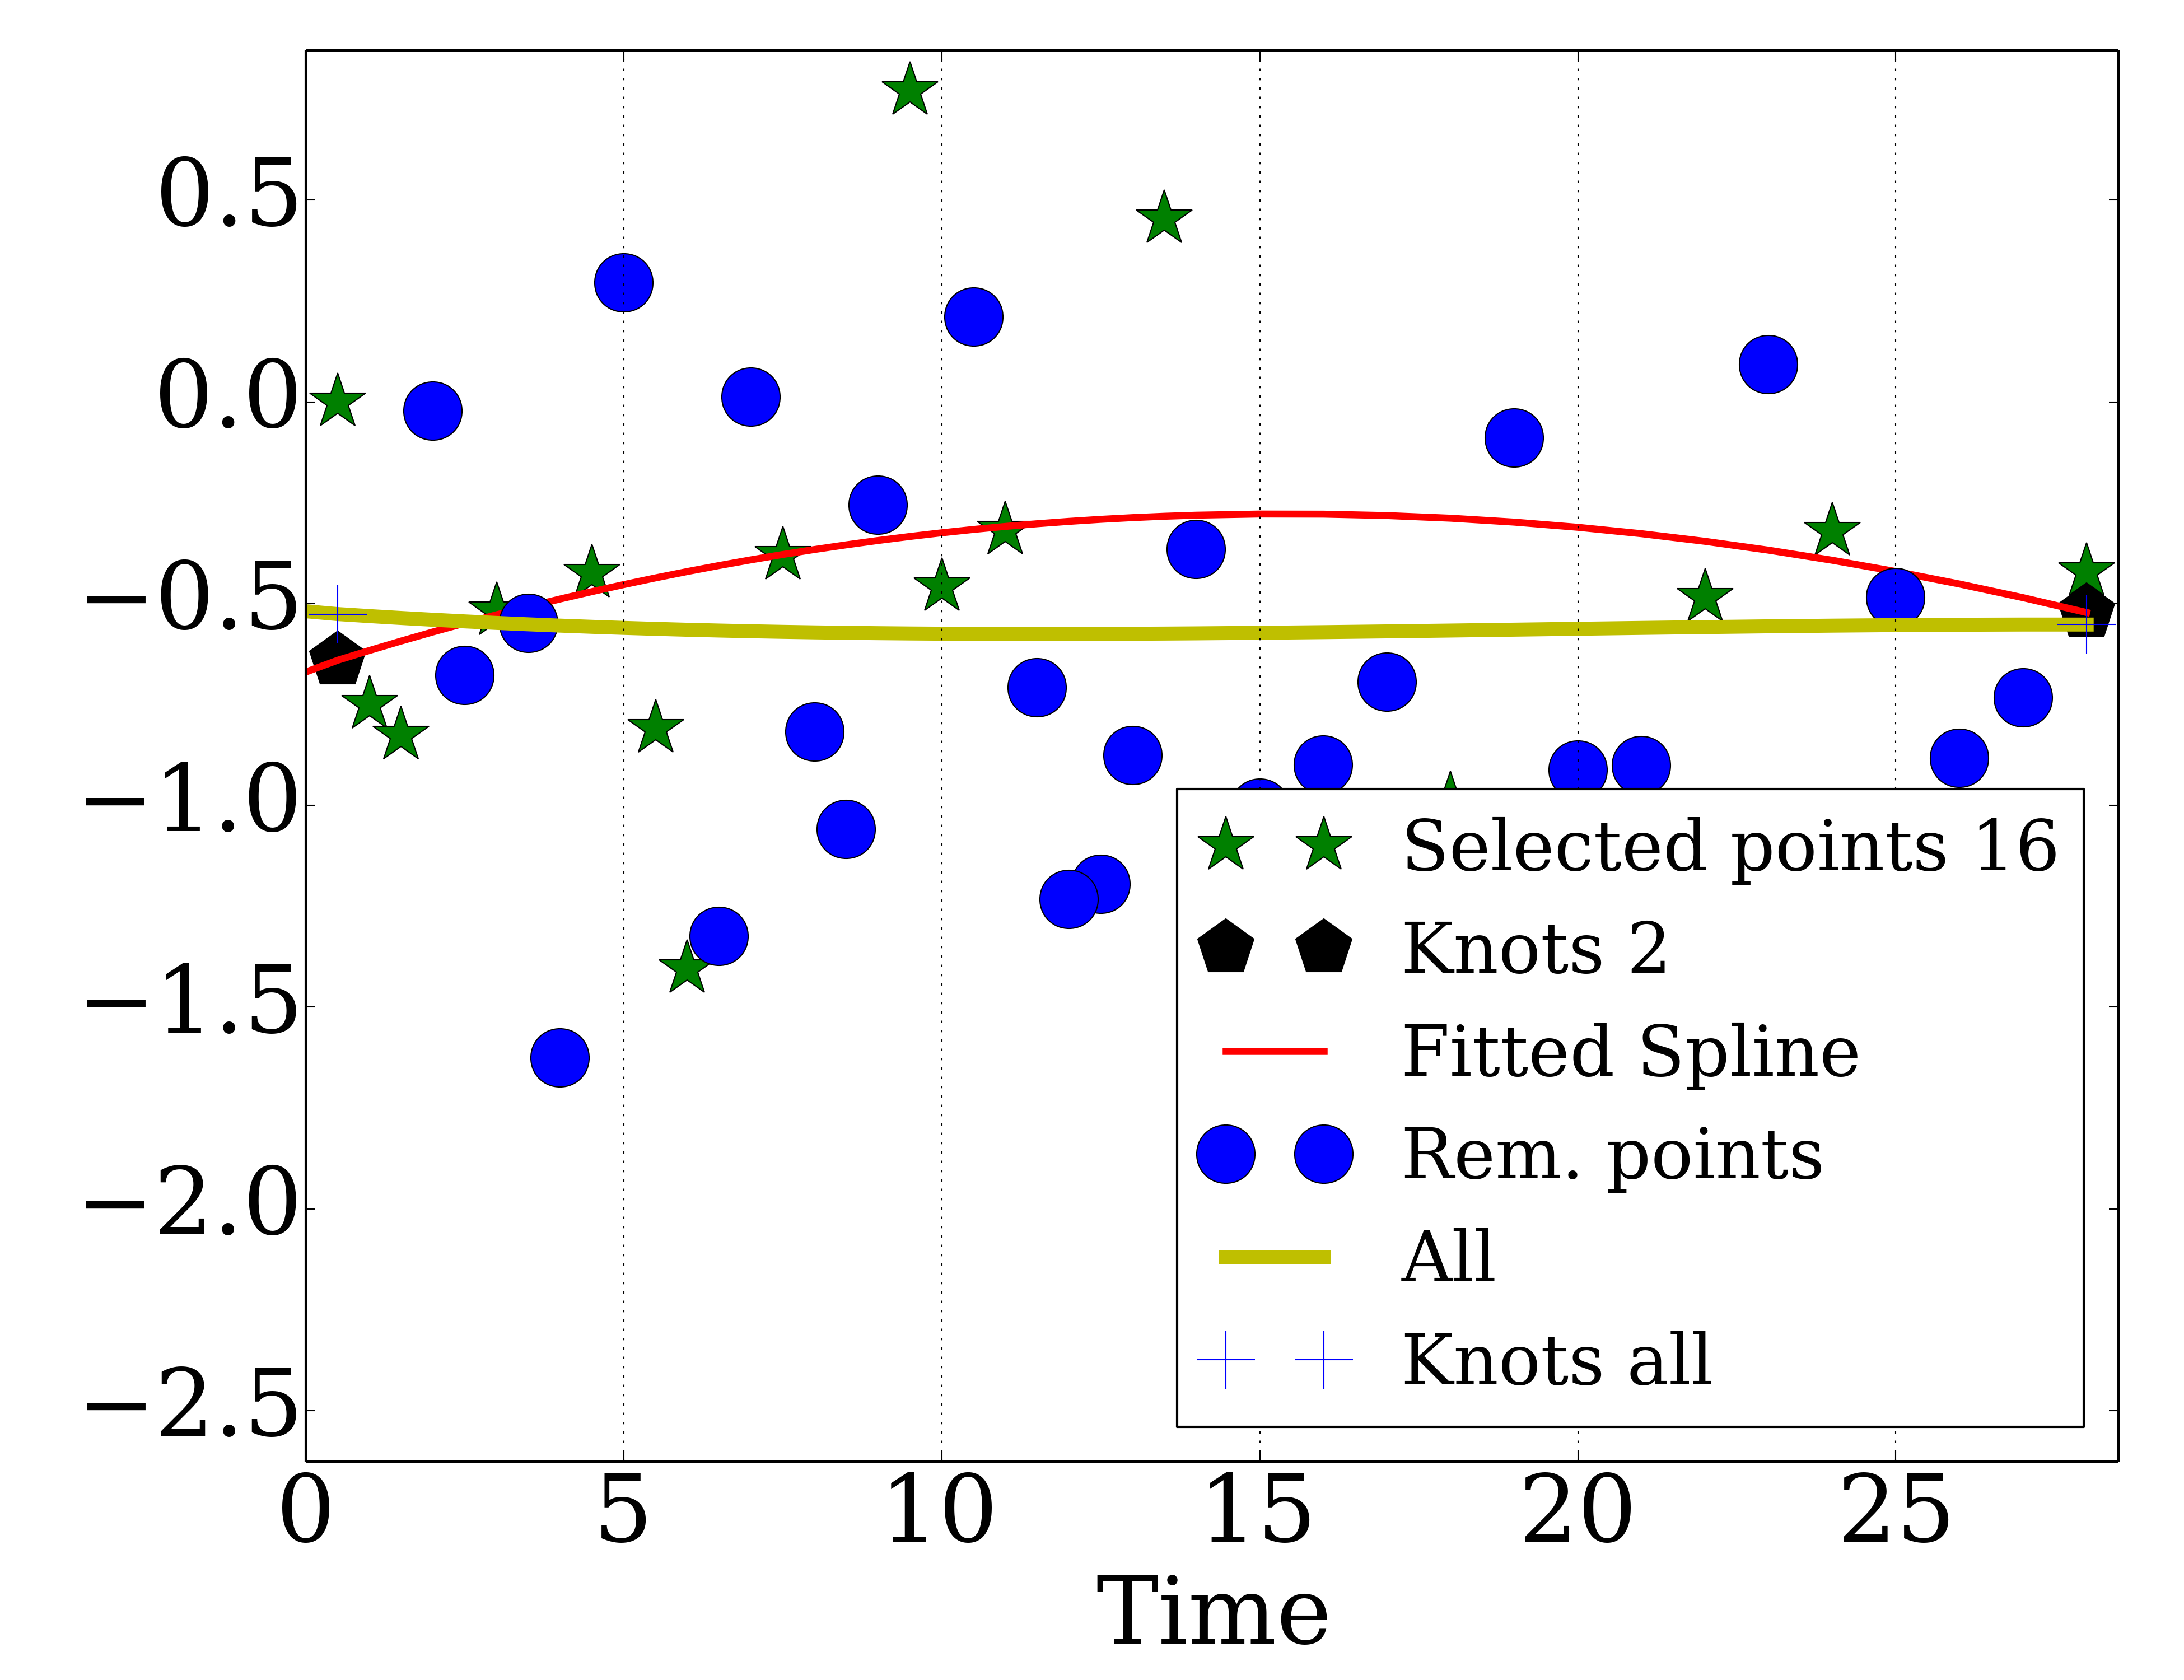 0.5
0.0
−0.5
−1.0
−1.5
−2.0
−2.5
Selected points 16
Knots 2
Fitted Spline
Rem. points
All
Knots all
0 5 10 15 20 25
Time